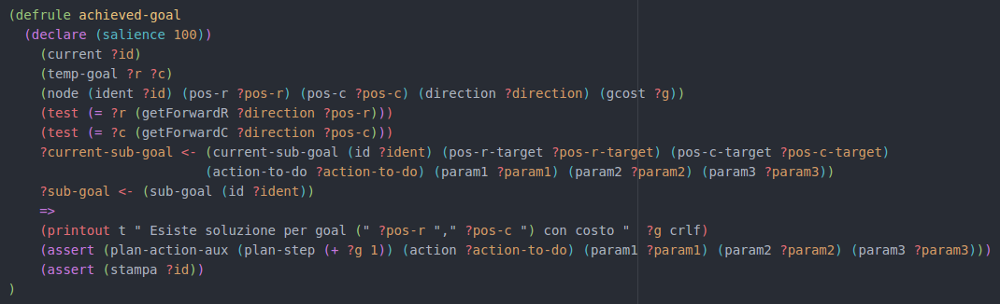 (defrule achieved-goal
(declare (salience 100))
(current ?id)
(temp-goal ?r ?c)
(node (ident ?id) (pos-r ?pos-r) (pos-c ?pos-c) (direction ?direction) (gcost ?g))
(test (= ?r (getForwardR ?direction ?pos-r)))
(test (= ?c (getForwardC ?direction ?pos-c)))
?current-sub-goal <- (current-sub-goal (id ?ident) (pos-r-target ?pos-r-target) (pos-c-target ?pos-c-target)
(action-to-do ?action-to-do) (param1 ?param1) (param2 ?param2) (param3 ?param3))
?sub-goal <- (sub-goal (id ?ident))
=>
(printout t " Esiste soluzione per goal (" ?pos-r "," ?pos-c ") con costo "  ?g crlf)
(assert (plan-action-aux (plan-step (+ ?g 1)) (action ?action-to-do) (param1 ?param1) (param2 ?param2) (param3 ?param3)))
(assert (stampa ?id))
)